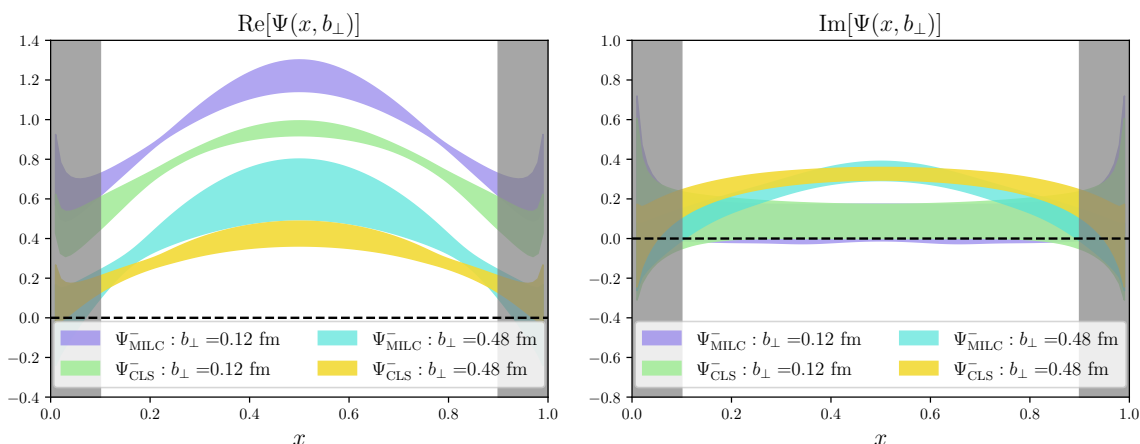 Re[Ψ(x, b⊥)]
1.4
1.2
1.0
0.8
0.6
0.4
0.2
0.0
−0.2
−0.4
Ψ⁻MILC : b⊥ =0.12 fm
Ψ⁻MILC : b⊥ =0.48 fm
Ψ⁻CLS : b⊥ =0.12 fm
Ψ⁻CLS : b⊥ =0.48 fm
0.0 0.2 0.4 0.6 0.8 1.0
x
Im[Ψ(x, b⊥)]
1.0
0.8
0.6
0.4
0.2
0.0
−0.2
−0.4
−0.6
−0.8
Ψ⁻MILC : b⊥ =0.12 fm
Ψ⁻MILC : b⊥ =0.48 fm
Ψ⁻CLS : b⊥ =0.12 fm
Ψ⁻CLS : b⊥ =0.48 fm
0.0 0.2 0.4 0.6 0.8 1.0
x